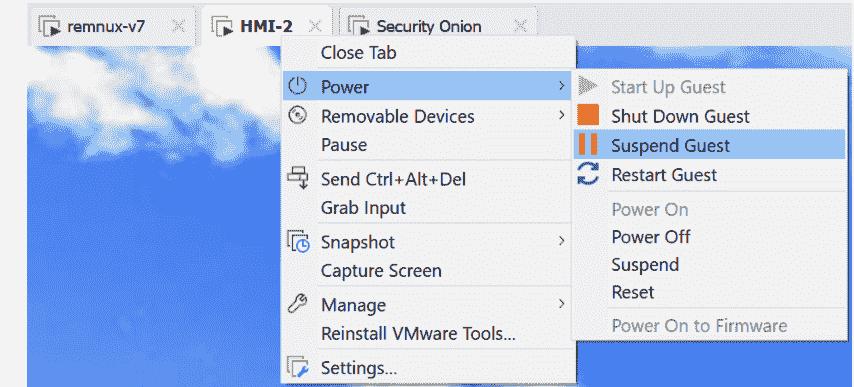 remnux-v7
HMI-2
Security Onion
Close Tab
Power
Removable Devices
Pause
Send Ctrl+Alt+Del
Grab Input
Snapshot
Capture Screen
Manage
Reinstall VMware Tools...
Settings...
Start Up Guest
Shut Down Guest
Suspend Guest
Restart Guest
Power On
Power Off
Suspend
Reset
Power On to Firmware